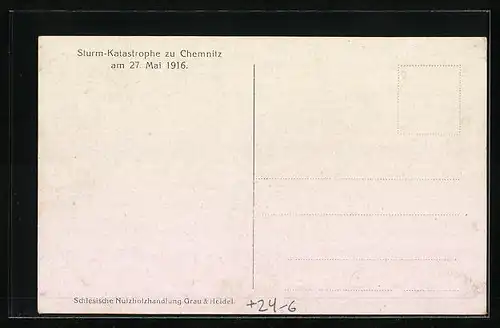 Sturm-Katastrophe zu Chemnitz
am 27. Mai 1916.
Schlesische Nutzholzhandlung Grau & Heidel.
+24-6